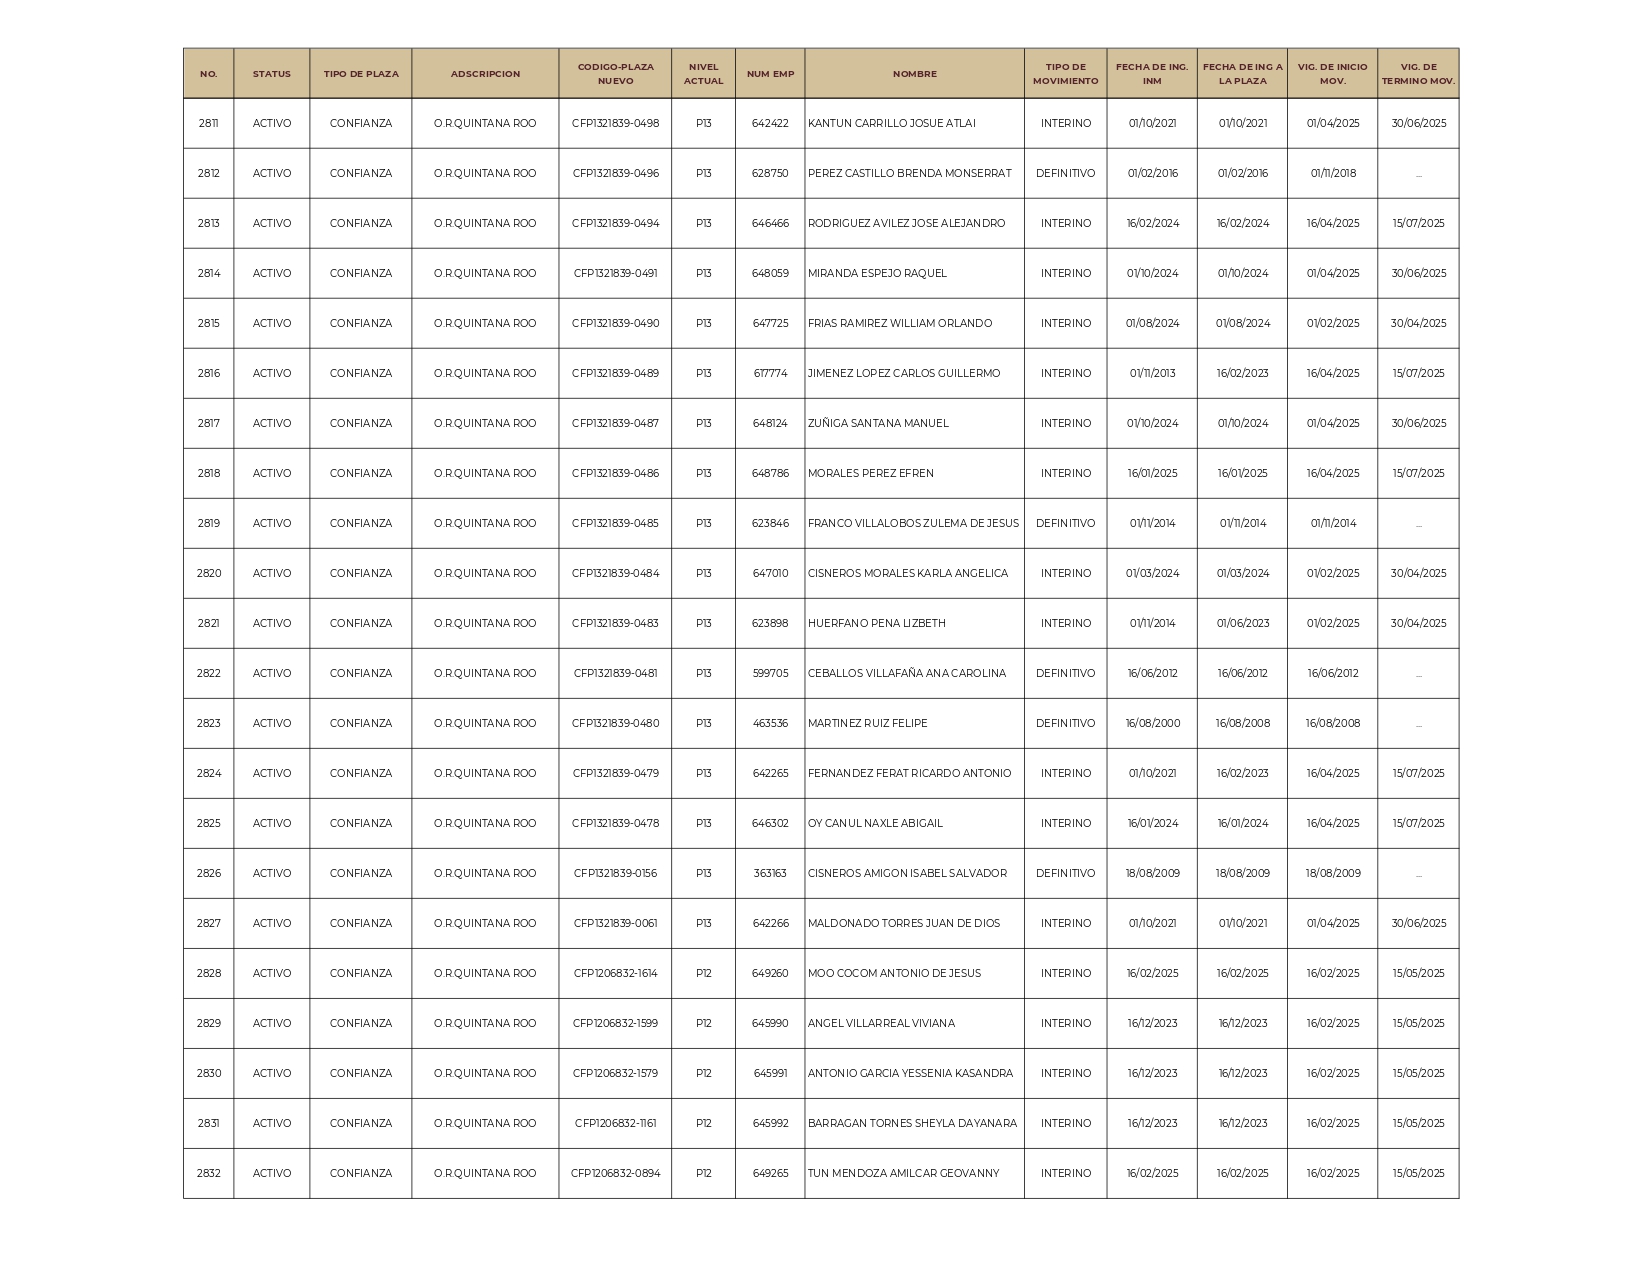 NO. STATUS TIPO DE PLAZA ADSCRIPCION CODIGO-PLAZA NUEVO NIVEL ACTUAL NUM EMP NOMBRE TIPO DE MOVIMIENTO FECHA DE ING. INM FECHA DE ING A LA PLAZA VIG. DE INICIO MOV. VIG. DE TERMINO MOV.
2811 ACTIVO CONFIANZA O.R.QUINTANA ROO CFP1321839-0498 P13 642422 KANTUN CARRILLO JOSUE ATLAI INTERINO 01/10/2021 01/10/2021 01/04/2025 30/06/2025
2812 ACTIVO CONFIANZA O.R.QUINTANA ROO CFP1321839-0496 P13 628750 PEREZ CASTILLO BRENDA MONSERRAT DEFINITIVO 01/02/2016 01/02/2016 01/11/2018 ...
2813 ACTIVO CONFIANZA O.R.QUINTANA ROO CFP1321839-0494 P13 646466 RODRIGUEZ AVILEZ JOSE ALEJANDRO INTERINO 16/02/2024 16/02/2024 16/04/2025 15/07/2025
2814 ACTIVO CONFIANZA O.R.QUINTANA ROO CFP1321839-0491 P13 648059 MIRANDA ESPEJO RAQUEL INTERINO 01/10/2024 01/10/2024 01/04/2025 30/06/2025
2815 ACTIVO CONFIANZA O.R.QUINTANA ROO CFP1321839-0490 P13 647725 FRIAS RAMIREZ WILLIAM ORLANDO INTERINO 01/08/2024 01/08/2024 01/02/2025 30/04/2025
2816 ACTIVO CONFIANZA O.R.QUINTANA ROO CFP1321839-0489 P13 617774 JIMENEZ LOPEZ CARLOS GUILLERMO INTERINO 01/11/2013 16/02/2023 16/04/2025 15/07/2025
2817 ACTIVO CONFIANZA O.R.QUINTANA ROO CFP1321839-0487 P13 648124 ZUÑIGA SANTANA MANUEL INTERINO 01/10/2024 01/10/2024 01/04/2025 30/06/2025
2818 ACTIVO CONFIANZA O.R.QUINTANA ROO CFP1321839-0486 P13 648786 MORALES PEREZ EFREN INTERINO 16/01/2025 16/01/2025 16/04/2025 15/07/2025
2819 ACTIVO CONFIANZA O.R.QUINTANA ROO CFP1321839-0485 P13 623846 FRANCO VILLALOBOS ZULEMA DE JESUS DEFINITIVO 01/11/2014 01/11/2014 01/11/2014 ...
2820 ACTIVO CONFIANZA O.R.QUINTANA ROO CFP1321839-0484 P13 647010 CISNEROS MORALES KARLA ANGELICA INTERINO 01/03/2024 01/03/2024 01/02/2025 30/04/2025
2821 ACTIVO CONFIANZA O.R.QUINTANA ROO CFP1321839-0483 P13 623898 HUERFANO PENA LIZBETH INTERINO 01/11/2014 01/06/2023 01/02/2025 30/04/2025
2822 ACTIVO CONFIANZA O.R.QUINTANA ROO CFP1321839-0481 P13 599705 CEBALLOS VILLAFAÑA ANA CAROLINA DEFINITIVO 16/06/2012 16/06/2012 16/06/2012 ...
2823 ACTIVO CONFIANZA O.R.QUINTANA ROO CFP1321839-0480 P13 463536 MARTINEZ RUIZ FELIPE DEFINITIVO 16/08/2000 16/08/2008 16/08/2008 ...
2824 ACTIVO CONFIANZA O.R.QUINTANA ROO CFP1321839-0479 P13 642265 FERNANDEZ FERAT RICARDO ANTONIO INTERINO 01/10/2021 16/02/2023 16/04/2025 15/07/2025
2825 ACTIVO CONFIANZA O.R.QUINTANA ROO CFP1321839-0478 P13 646302 OY CANUL NAXLE ABIGAIL INTERINO 16/01/2024 16/01/2024 16/04/2025 15/07/2025
2826 ACTIVO CONFIANZA O.R.QUINTANA ROO CFP1321839-0156 P13 363163 CISNEROS AMIGON ISABEL SALVADOR DEFINITIVO 18/08/2009 18/08/2009 18/08/2009 ...
2827 ACTIVO CONFIANZA O.R.QUINTANA ROO CFP1321839-0061 P13 642266 MALDONADO TORRES JUAN DE DIOS INTERINO 01/10/2021 01/10/2021 01/04/2025 30/06/2025
2828 ACTIVO CONFIANZA O.R.QUINTANA ROO CFP1206832-1614 P12 649260 MOO COCOM ANTONIO DE JESUS INTERINO 16/02/2025 16/02/2025 16/02/2025 15/05/2025
2829 ACTIVO CONFIANZA O.R.QUINTANA ROO CFP1206832-1599 P12 645990 ANGEL VILLARREAL VIVIANA INTERINO 16/12/2023 16/12/2023 16/02/2025 15/05/2025
2830 ACTIVO CONFIANZA O.R.QUINTANA ROO CFP1206832-1579 P12 645991 ANTONIO GARCIA YESSENIA KASANDRA INTERINO 16/12/2023 16/12/2023 16/02/2025 15/05/2025
2831 ACTIVO CONFIANZA O.R.QUINTANA ROO CFP1206832-1161 P12 645992 BARRAGAN TORNES SHEYLA DAYANARA INTERINO 16/12/2023 16/12/2023 16/02/2025 15/05/2025
2832 ACTIVO CONFIANZA O.R.QUINTANA ROO CFP1206832-0894 P12 649265 TUN MENDOZA AMILCAR GEOVANNY INTERINO 16/02/2025 16/02/2025 16/02/2025 15/05/2025